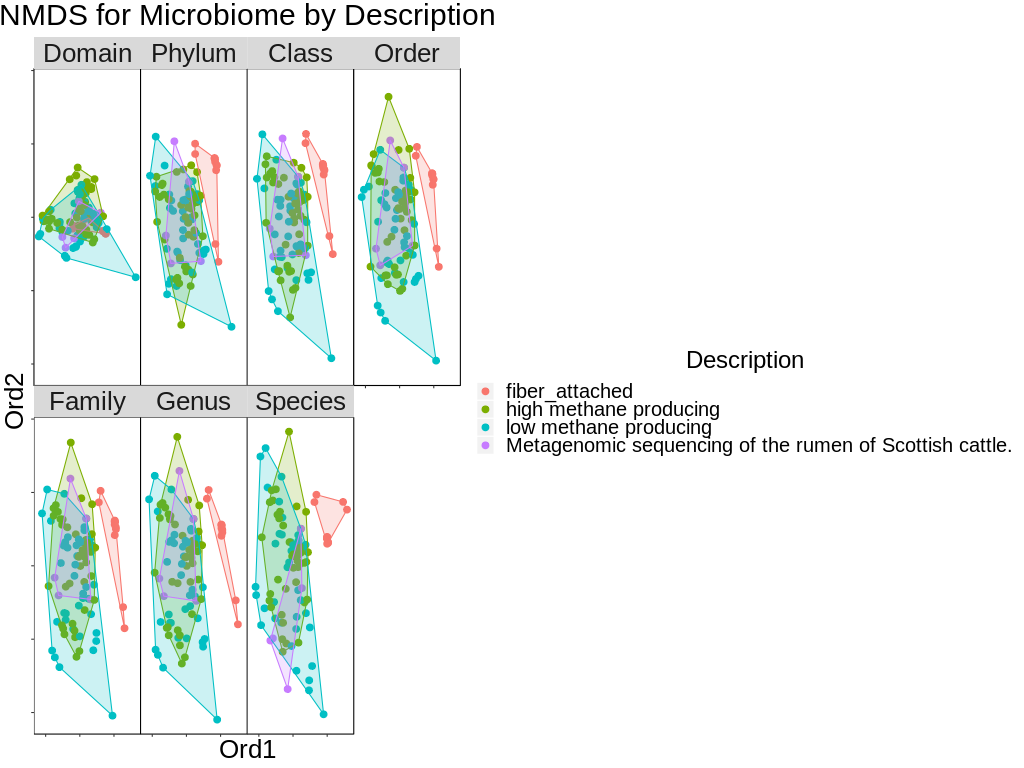 NMDS for Microbiome by Description
Domain Phylum Class Order
Family Genus Species
Ord2
Ord1
Description
fiber_attached
high methane producing
low methane producing
Metagenomic sequencing of the rumen of Scottish cattle.